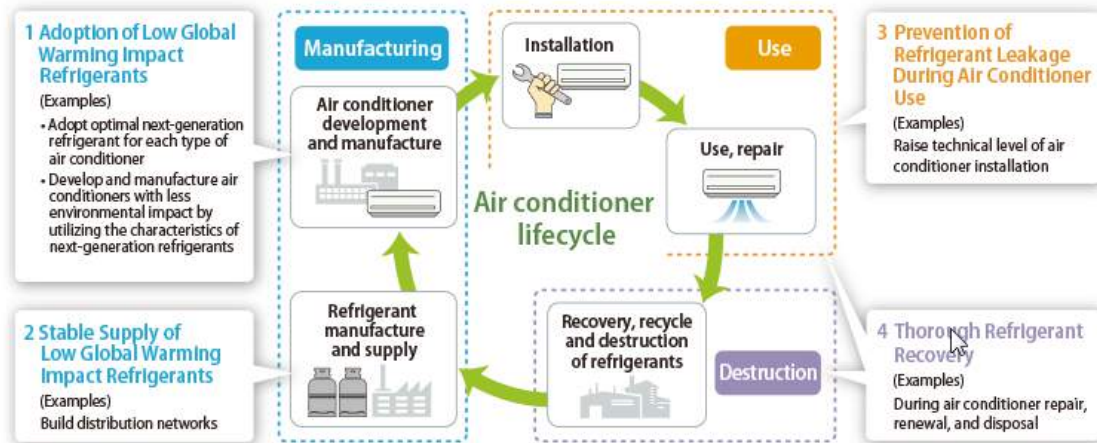 1 Adoption of Low Global
Warming Impact
Refrigerants
(Examples)
• Adopt optimal next-generation
refrigerant for each type of
air conditioner
• Develop and manufacture air
conditioners with less
environmental impact by
utilizing the characteristics of
next-generation refrigerants
2 Stable Supply of
Low Global Warming
Impact Refrigerants
(Examples)
Build distribution networks
Manufacturing
Air conditioner
development
and manufacture
Refrigerant
manufacture
and supply
Air conditioner
lifecycle
Installation
Use
Use, repair
Recovery, recycle
and destruction
of refrigerants
Destruction
3 Prevention of
Refrigerant Leakage
During Air Conditioner
Use
(Examples)
Raise technical level of air
conditioner installation
4 Thorough Refrigerant
Recovery
(Examples)
During air conditioner repair,
renewal, and disposal